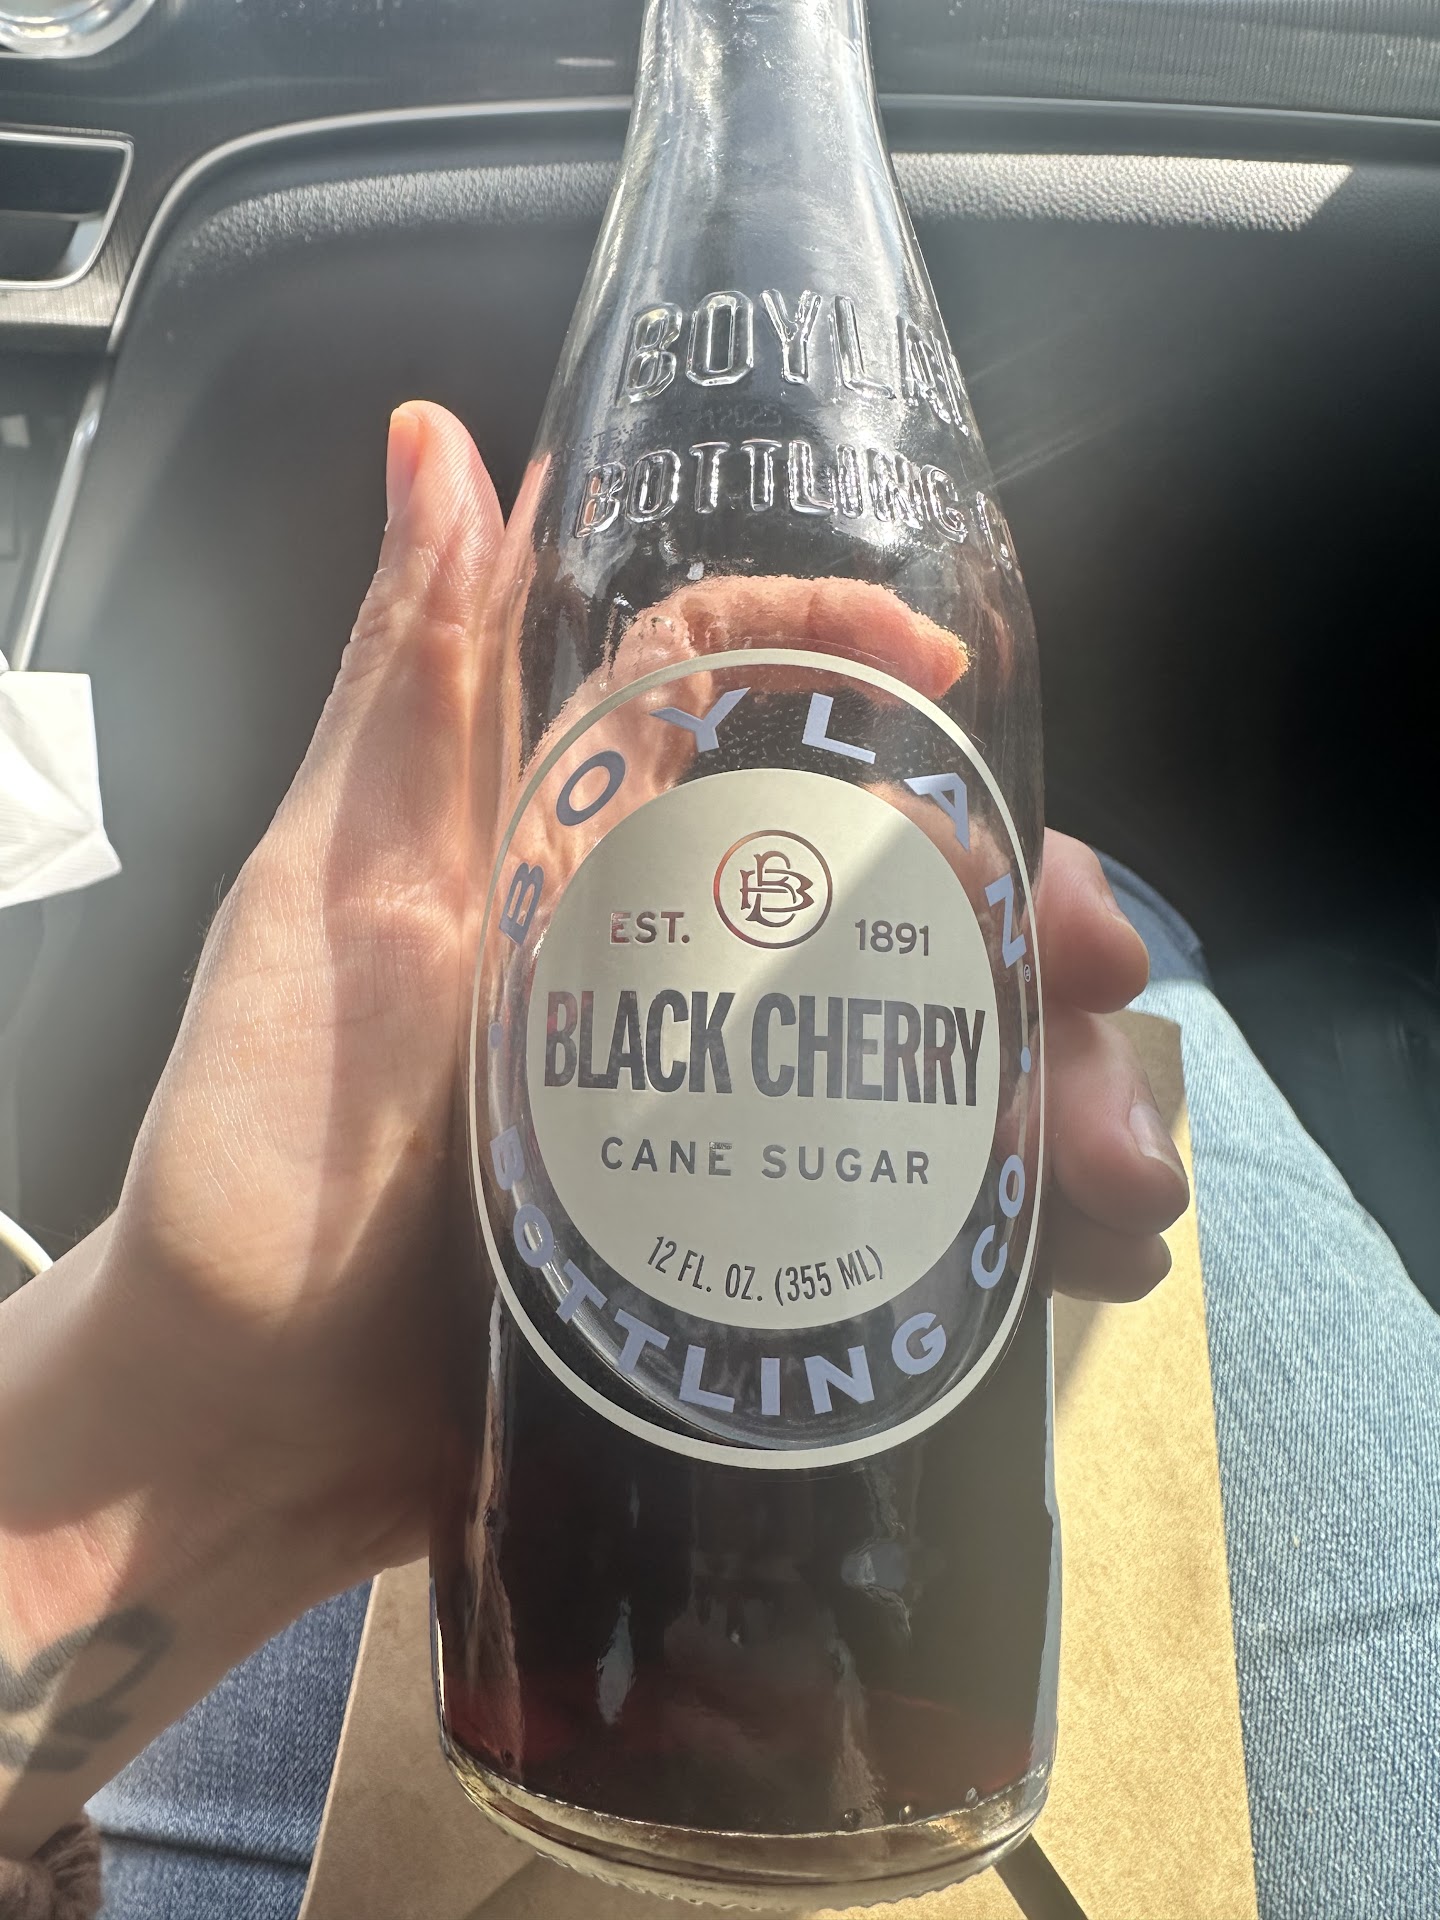 BOYLAN
BOTTLING
BOYLAN®
EST. 1891
BLACK CHERRY
CANE SUGAR
12 FL. OZ. (355 ML)
BOTTLING CO.